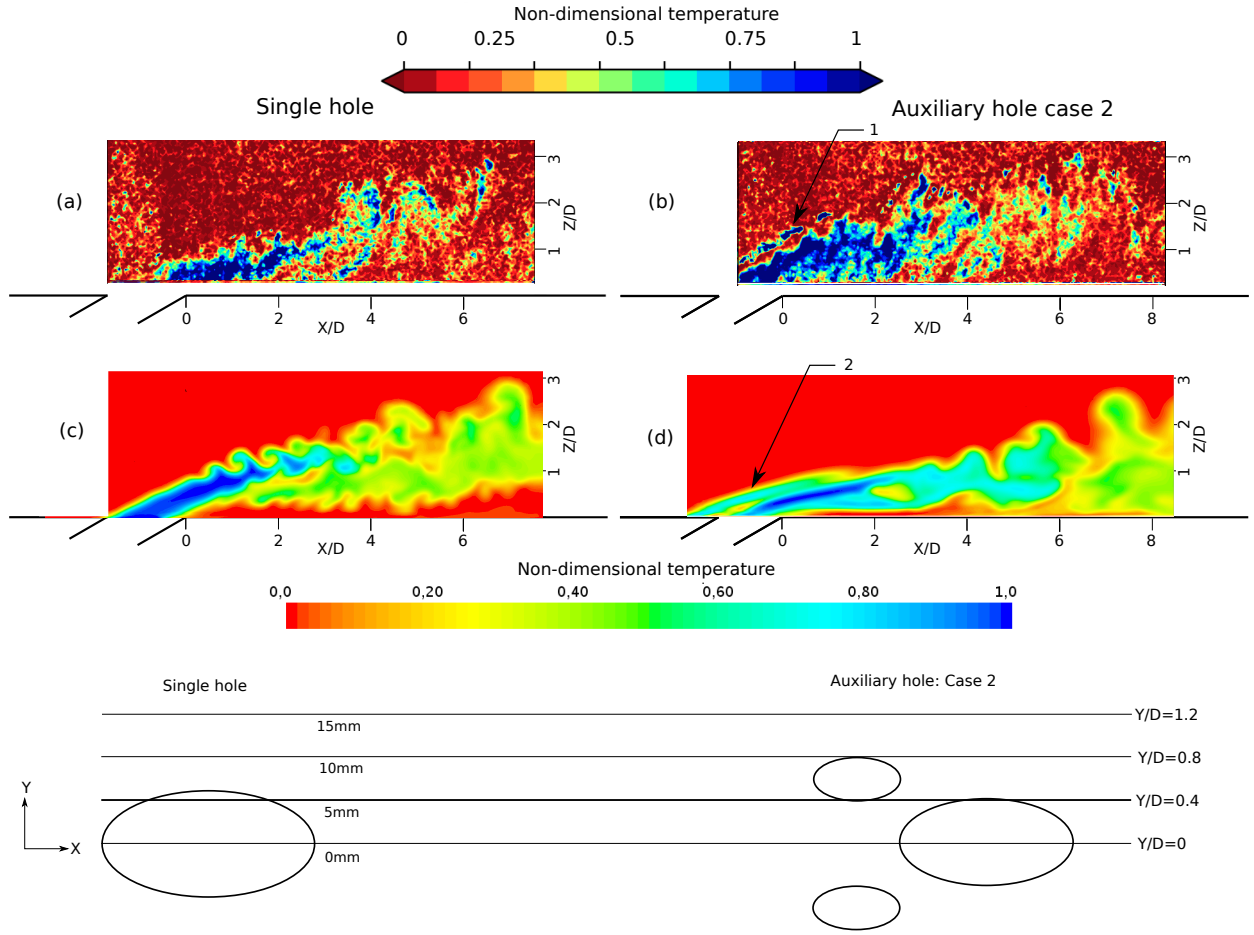 Non-dimensional temperature
0 0.25 0.5 0.75 1
Single hole
Auxiliary hole case 2
1
(a)
3
2
1
Z/D
(b)
3
2
1
Z/D
0 2 4 6
X/D
0 2 4 6 8
X/D
2
(c)
3
2
1
Z/D
(d)
3
2
1
Z/D
0 2 4 6
X/D
0 2 4 6 8
X/D
Non-dimensional temperature
0,0 0,20 0,40 0,60 0,80 1,0
Single hole
Auxiliary hole: Case 2
15mm
Y/D=1.2
10mm
Y/D=0.8
5mm
Y/D=0.4
0mm
Y/D=0
Y
X